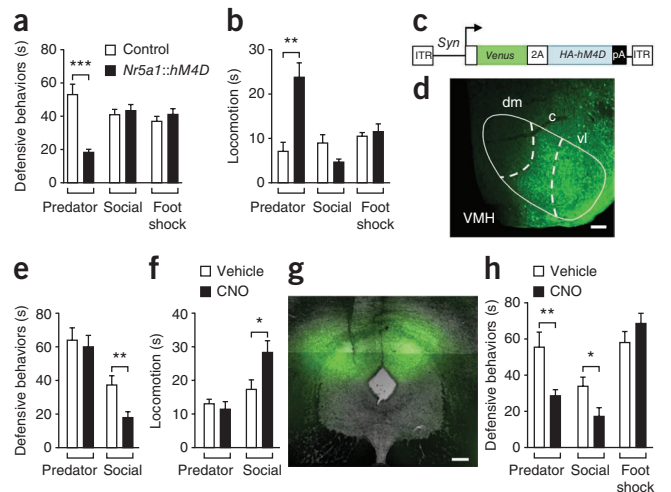 a
Defensive behaviors (s)
80
60
40
20
0
***
Control
Nr5a1::hM4D
Predator
Social
Foot
shock
b
Locomotion (s)
30
20
10
0
**
Predator
Social
Foot
shock
c
Syn
ITR
Venus
2A
HA-hM4D
pA
ITR
d
dm
c
vl
VMH
e
Defensive behaviors (s)
80
60
40
20
0
Vehicle
CNO
**
Predator
Social
f
Locomotion (s)
40
30
20
10
0
Vehicle
CNO
*
Predator
Social
g
h
Defensive behaviors (s)
80
60
40
20
0
Vehicle
CNO
**
*
Predator
Social
Foot
shock